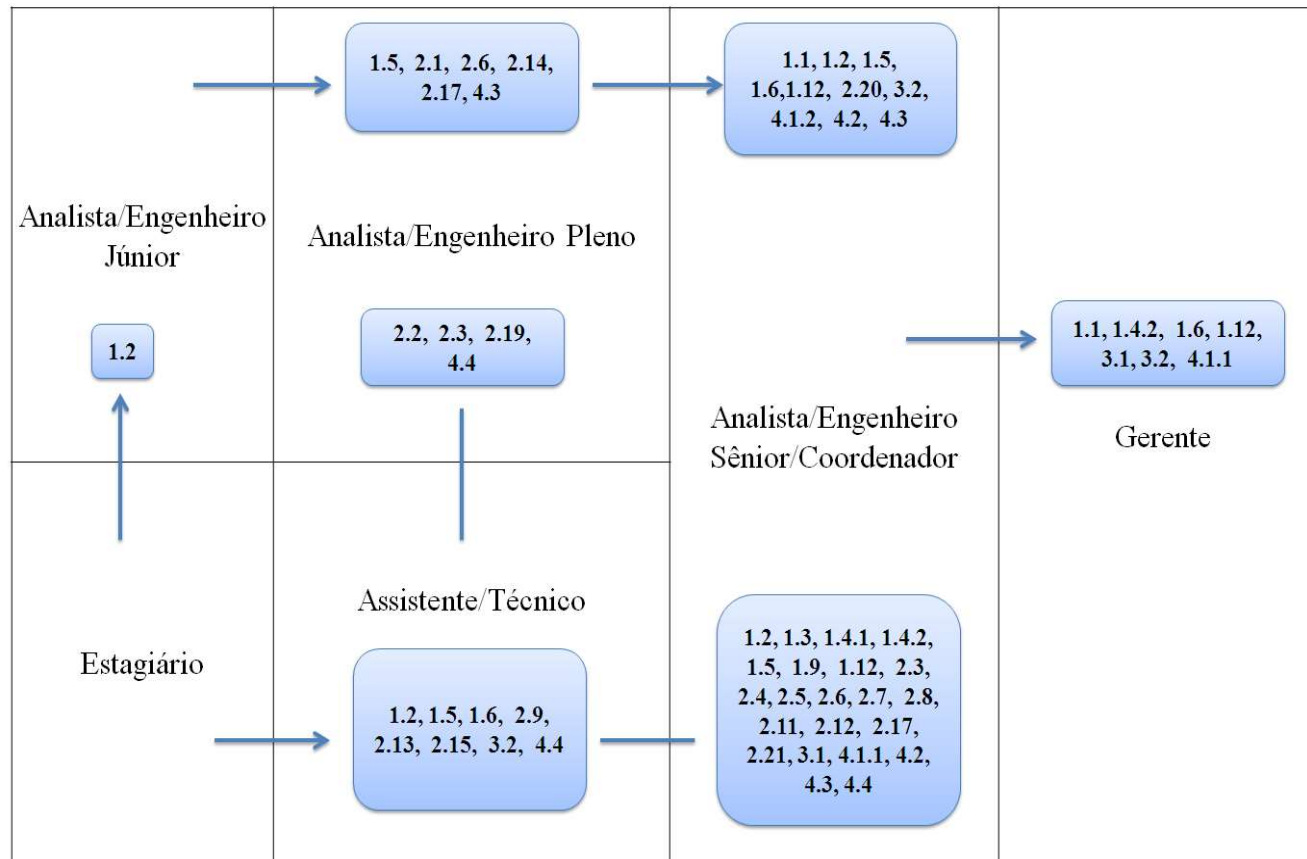 1.5, 2.1, 2.6, 2.14,
2.17, 4.3
1.1, 1.2, 1.5,
1.6,1.12, 2.20, 3.2,
4.1.2, 4.2, 4.3
Analista/Engenheiro
Júnior
Analista/Engenheiro Pleno
1.2
2.2, 2.3, 2.19,
4.4
1.1, 1.4.2, 1.6, 1.12,
3.1, 3.2, 4.1.1
Analista/Engenheiro
Sênior/Coordenador
Gerente
Estagiário
Assistente/Técnico
1.2, 1.5, 1.6, 2.9,
2.13, 2.15, 3.2, 4.4
1.2, 1.3, 1.4.1, 1.4.2,
1.5, 1.9, 1.12, 2.3,
2.4, 2.5, 2.6, 2.7, 2.8,
2.11, 2.12, 2.17,
2.21, 3.1, 4.1.1, 4.2,
4.3, 4.4